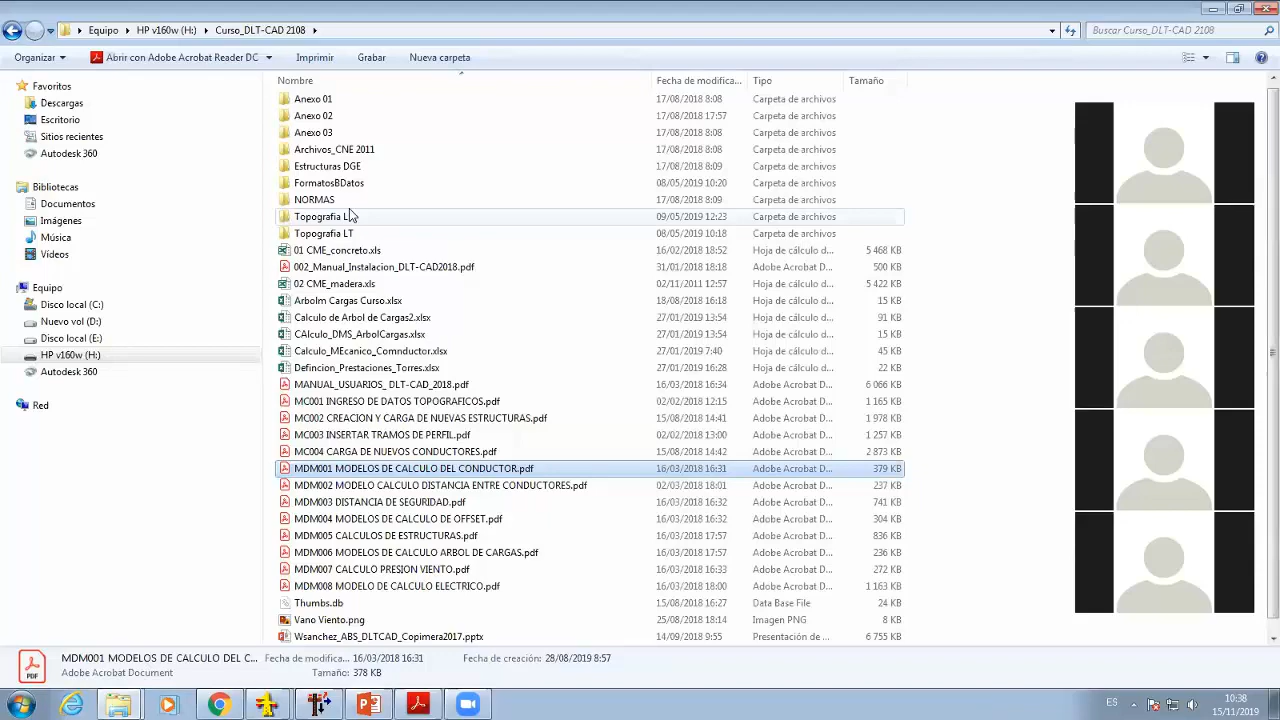 Equipo ▸ HP v160w (H:) ▸ Curso_DLT-CAD 2108 ▸
Buscar Curso_DLT-CAD 2108
Organizar Abrir con Adobe Acrobat Reader DC Imprimir Grabar Nueva carpeta
Nombre Fecha de modifica... Tipo Tamaño
Favoritos
Descargas
Escritorio
Sitios recientes
Autodesk 360
Bibliotecas
Documentos
Imágenes
Música
Vídeos
Equipo
Disco local (C:)
Nuevo vol (D:)
Disco local (E:)
HP v160w (H:)
Autodesk 360
Red
Anexo 01 17/08/2018 8:08 Carpeta de archivos
Anexo 02 17/08/2018 17:57 Carpeta de archivos
Anexo 03 17/08/2018 8:08 Carpeta de archivos
Archivos_CNE 2011 17/08/2018 8:08 Carpeta de archivos
Estructuras DGE 17/08/2018 8:09 Carpeta de archivos
FormatosBDatos 08/05/2019 10:20 Carpeta de archivos
NORMAS 17/08/2018 8:09 Carpeta de archivos
Topografia 09/05/2019 12:23 Carpeta de archivos
Topografia LT 08/05/2019 10:18 Carpeta de archivos
01 CME_concreto.xls 16/02/2018 18:52 Hoja de cálculo d... 5 468 KB
002_Manual_Instalacion_DLT-CAD2018.pdf 31/01/2018 18:18 Adobe Acrobat D... 500 KB
02 CME_madera.xls 02/11/2011 12:57 Hoja de cálculo d... 5 422 KB
Arbolm Cargas Curso.xlsx 18/08/2018 16:18 Hoja de cálculo d... 15 KB
Calculo de Arbol de Cargas2.xlsx 27/01/2019 13:54 Hoja de cálculo d... 91 KB
CAlculo_DMS_ArbolCargas.xlsx 27/01/2019 13:54 Hoja de cálculo d... 15 KB
Calculo_MEcanico_Comnductor.xlsx 27/01/2019 7:40 Hoja de cálculo d... 45 KB
Defincion_Prestaciones_Torres.xlsx 27/01/2019 16:28 Hoja de cálculo d... 22 KB
MANUAL_USUARIOS_ DLT-CAD_2018.pdf 16/03/2018 16:34 Adobe Acrobat D... 6 066 KB
MC001 INGRESO DE DATOS TOPOGRAFICOS.pdf 02/02/2018 12:15 Adobe Acrobat D... 1 165 KB
MC002 CREACION Y CARGA DE NUEVAS ESTRUCTURAS.pdf 15/08/2018 14:41 Adobe Acrobat D... 1 978 KB
MC003 INSERTAR TRAMOS DE PERFIL.pdf 02/02/2018 13:00 Adobe Acrobat D... 1 257 KB
MC004 CARGA DE NUEVOS CONDUCTORES.pdf 15/08/2018 14:42 Adobe Acrobat D... 2 873 KB
MDM001 MODELOS DE CALCULO DEL CONDUCTOR.pdf 16/03/2018 16:31 Adobe Acrobat D... 379 KB
MDM002 MODELO CALCULO DISTANCIA ENTRE CONDUCTORES.pdf 02/03/2018 18:01 Adobe Acrobat D... 237 KB
MDM003 DISTANCIA DE SEGURIDAD.pdf 16/03/2018 16:32 Adobe Acrobat D... 741 KB
MDM004 MODELOS DE CALCULO DE OFFSET.pdf 16/03/2018 16:32 Adobe Acrobat D... 304 KB
MDM005 CALCULOS DE ESTRUCTURAS.pdf 16/03/2018 17:57 Adobe Acrobat D... 836 KB
MDM006 MODELOS DE CALCULO ARBOL DE CARGAS.pdf 16/03/2018 17:57 Adobe Acrobat D... 236 KB
MDM007 CALCULO PRESION VIENTO.pdf 16/03/2018 16:33 Adobe Acrobat D... 272 KB
MDM008 MODELO DE CALCULO ELECTRICO.pdf 16/03/2018 18:00 Adobe Acrobat D... 1 163 KB
Thumbs.db 15/08/2018 16:27 Data Base File 24 KB
Vano Viento.png 25/08/2018 18:14 Imagen PNG 8 KB
Wsanchez_ABS_DLTCAD_Copimera2017.pptx 14/09/2018 9:55 Presentación de ... 6 755 KB
MDM001 MODELOS DE CALCULO DEL C... Fecha de modifica... 16/03/2018 16:31 Fecha de creación: 28/08/2019 8:57
Adobe Acrobat Document Tamaño: 378 KB
PDF
ES
10:38
15/11/2019